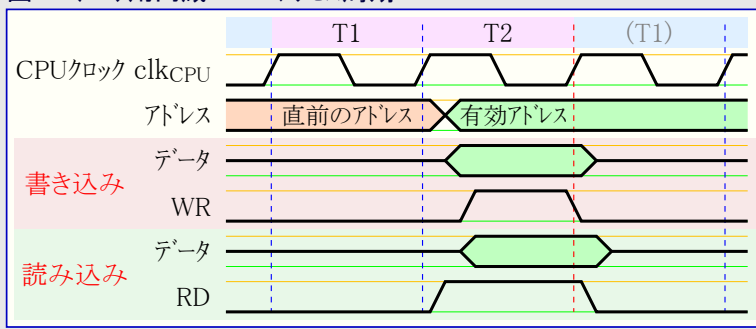 T1 T2 (T1)
CPUクロック clkCPU
アドレス 直前のアドレス 有効アドレス
データ
書き込み
WR
データ
読み込み
RD